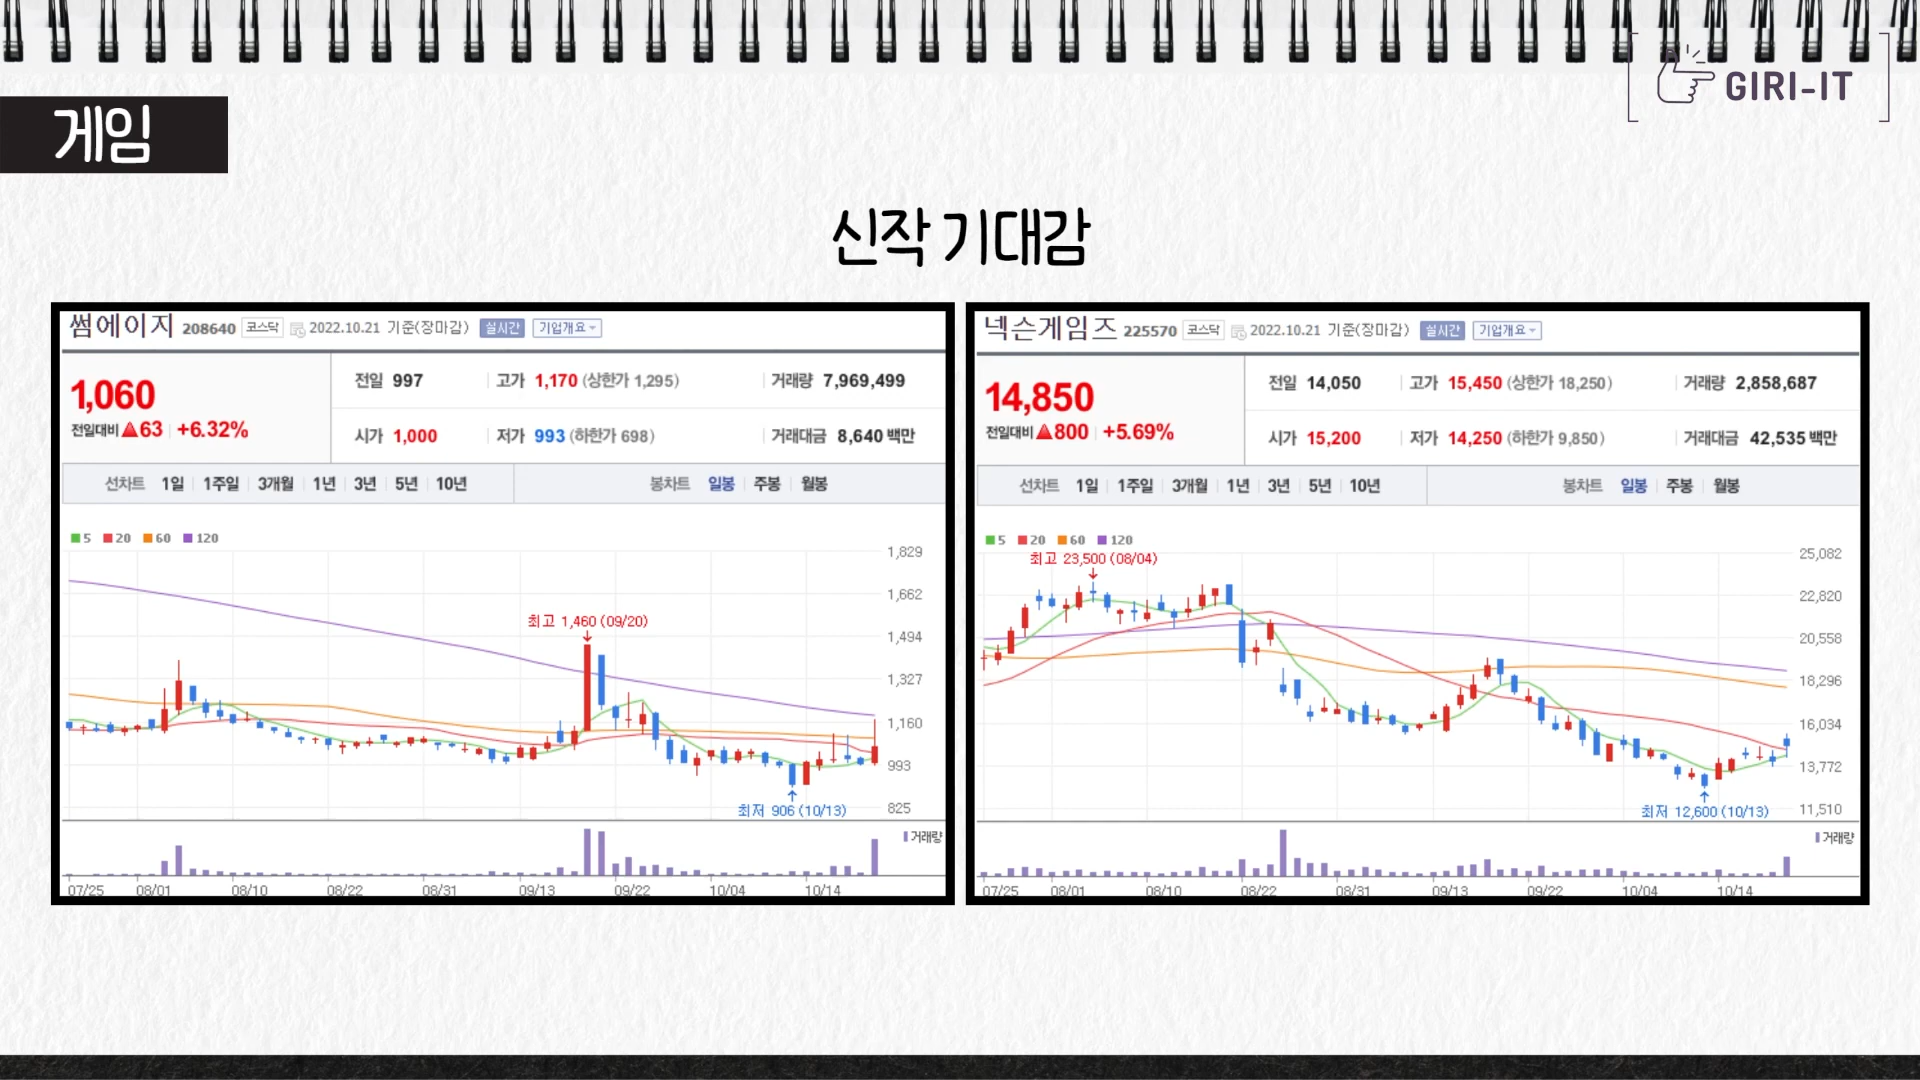 GIRI-IT
게임
신작 기대감
썸에이지 208640 코스닥 2022.10.21 기준(장마감) 실시간 기업개요
1,060
전일대비 ▲63 +6.32%
전일 997 고가 1,170 (상한가 1,295) 거래량 7,969,499
시가 1,000 저가 993 (하한가 698) 거래대금 8,640 백만
선차트 1일 1주일 3개월 1년 3년 5년 10년 봉차트 일봉 주봉 월봉
5 20 60 120
1,829
1,662
1,494
1,327
1,160
993
825
최고 1,460 (09/20)
최저 906 (10/13)
거래량
07/25 08/01 08/10 08/22 08/31 09/13 09/22 10/04 10/14
넥슨게임즈 225570 코스닥 2022.10.21 기준(장마감) 실시간 기업개요
14,850
전일대비 ▲800 +5.69%
전일 14,050 고가 15,450 (상한가 18,250) 거래량 2,858,687
시가 15,200 저가 14,250 (하한가 9,850) 거래대금 42,535 백만
선차트 1일 1주일 3개월 1년 3년 5년 10년 봉차트 일봉 주봉 월봉
5 20 60 120
최고 23,500 (08/04)
25,082
22,820
20,558
18,296
16,034
13,772
11,510
최저 12,600 (10/13)
거래량
07/25 08/01 08/10 08/22 08/31 09/13 09/22 10/04 10/14